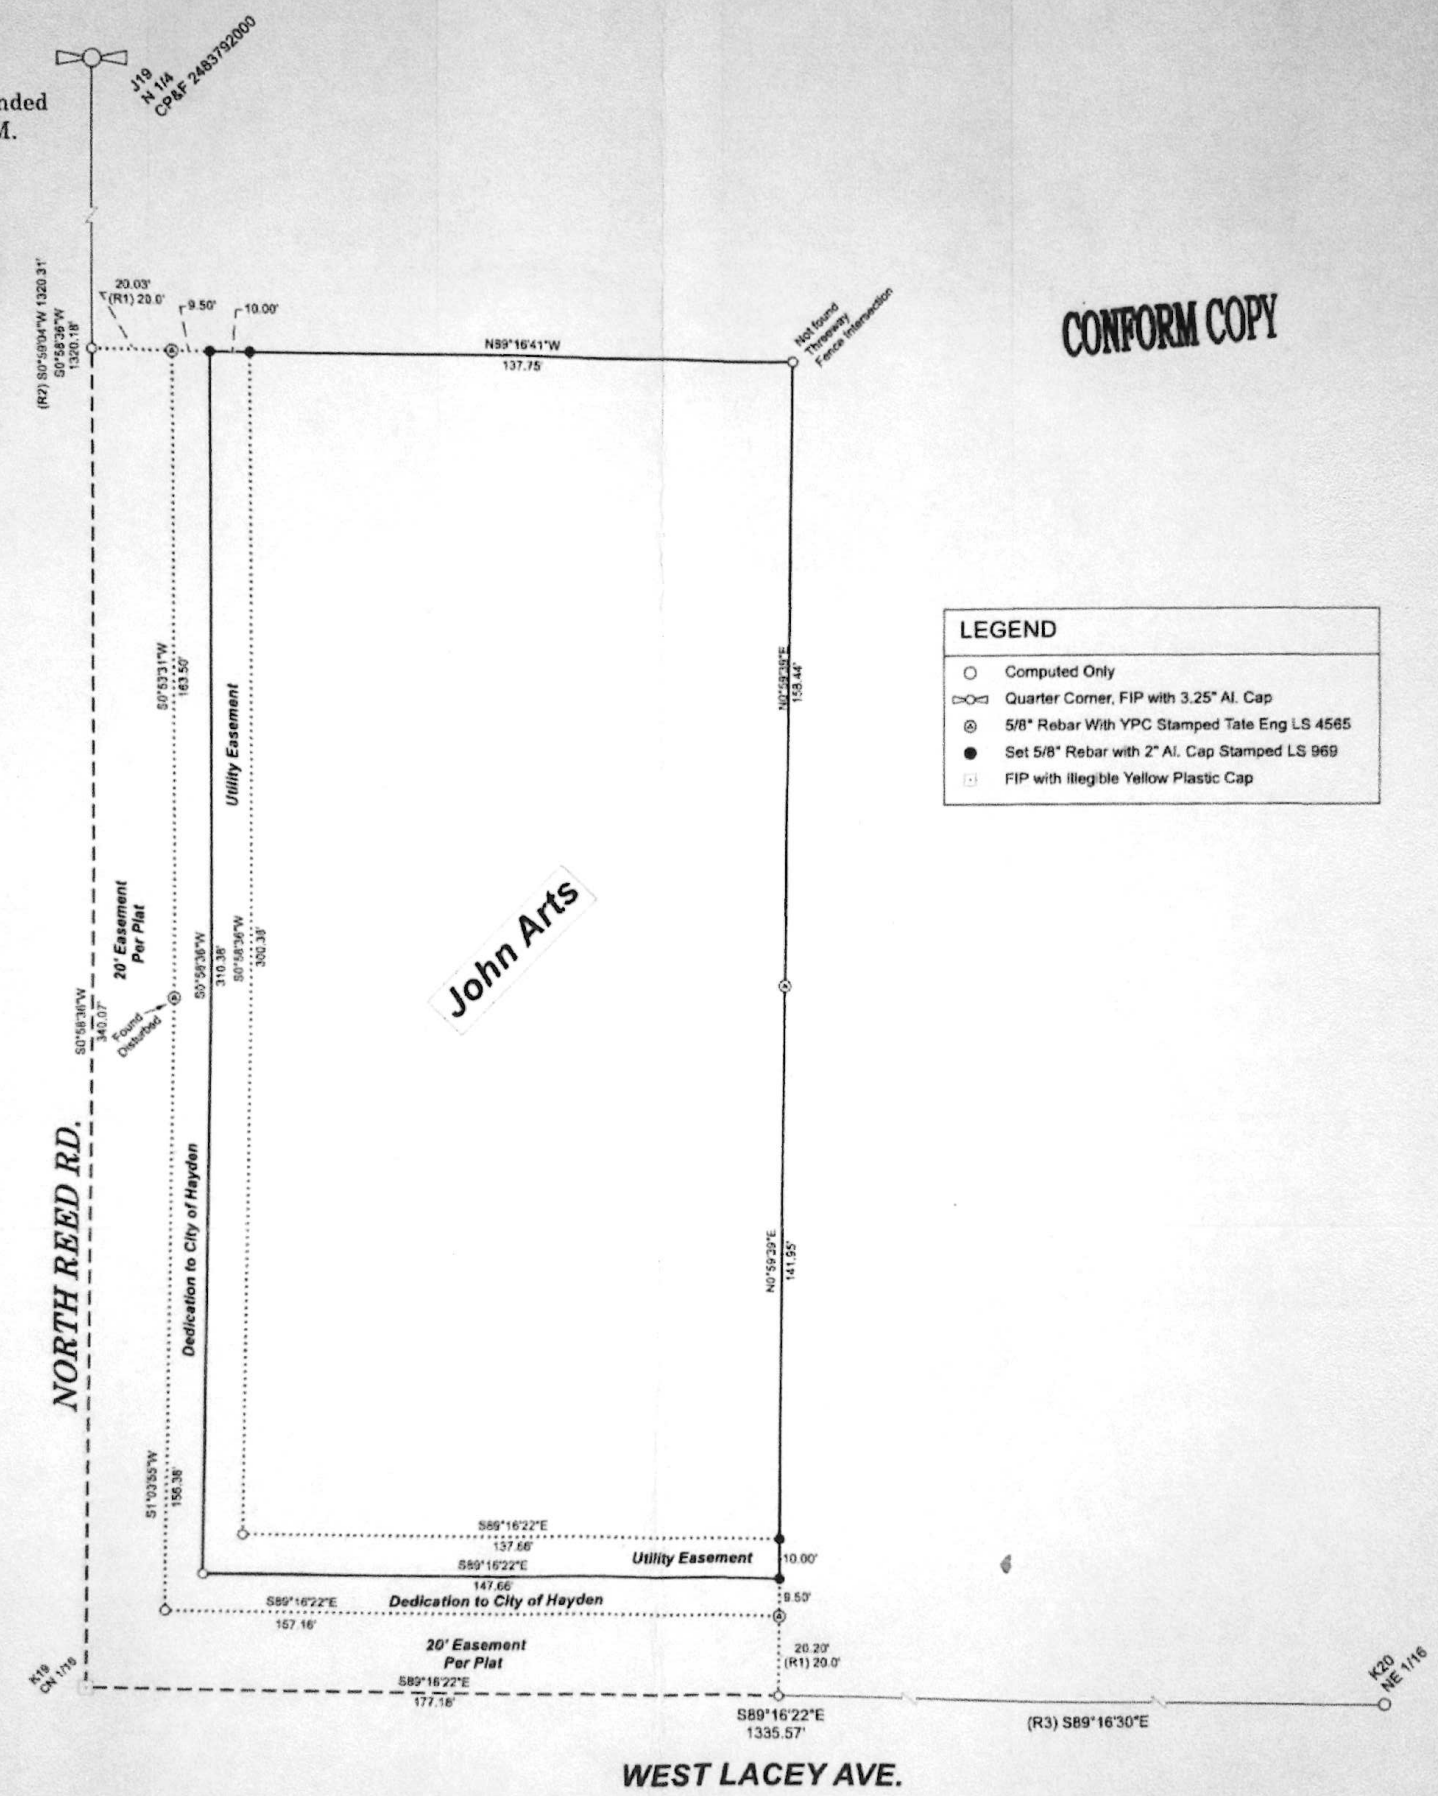 J19
N 1/4
CP&F 2483792000
nded
M.
(R2) S0°59'04"W 1320.31'
S0°58'36"W
1320.18'
20.03'
(R1) 20.0'
9.50'
10.00'
N89°16'41"W
137.75'
Not found
Threeway
Fence Intersection
CONFORM COPY
LEGEND
Computed Only
Quarter Corner, FIP with 3.25" Al. Cap
5/8" Rebar With YPC Stamped Tate Eng LS 4565
Set 5/8" Rebar with 2" Al. Cap Stamped LS 969
FIP with Illegible Yellow Plastic Cap
S0°53'31"W
163.50'
Utility Easement
N0°59'39"E
158.44'
20' Easement
Per Plat
S0°58'36"W
310.38'
S0°58'36"W
300.38'
John Arts
S0°58'36"W
340.07'
Found
Disturbed
NORTH REED RD.
Dedication to City of Hayden
N0°59'39"E
141.95'
S1°03'55"W
156.38'
S89°16'22"E
137.66'
Utility Easement
10.00'
S89°16'22"E
147.66'
9.50'
S89°16'22"E
157.16'
Dedication to City of Hayden
20' Easement
Per Plat
20.20'
(R1) 20.0'
K19
CN 1/16
S89°16'22"E
177.18'
S89°16'22"E
1335.57'
(R3) S89°16'30"E
K20
NE 1/16
WEST LACEY AVE.